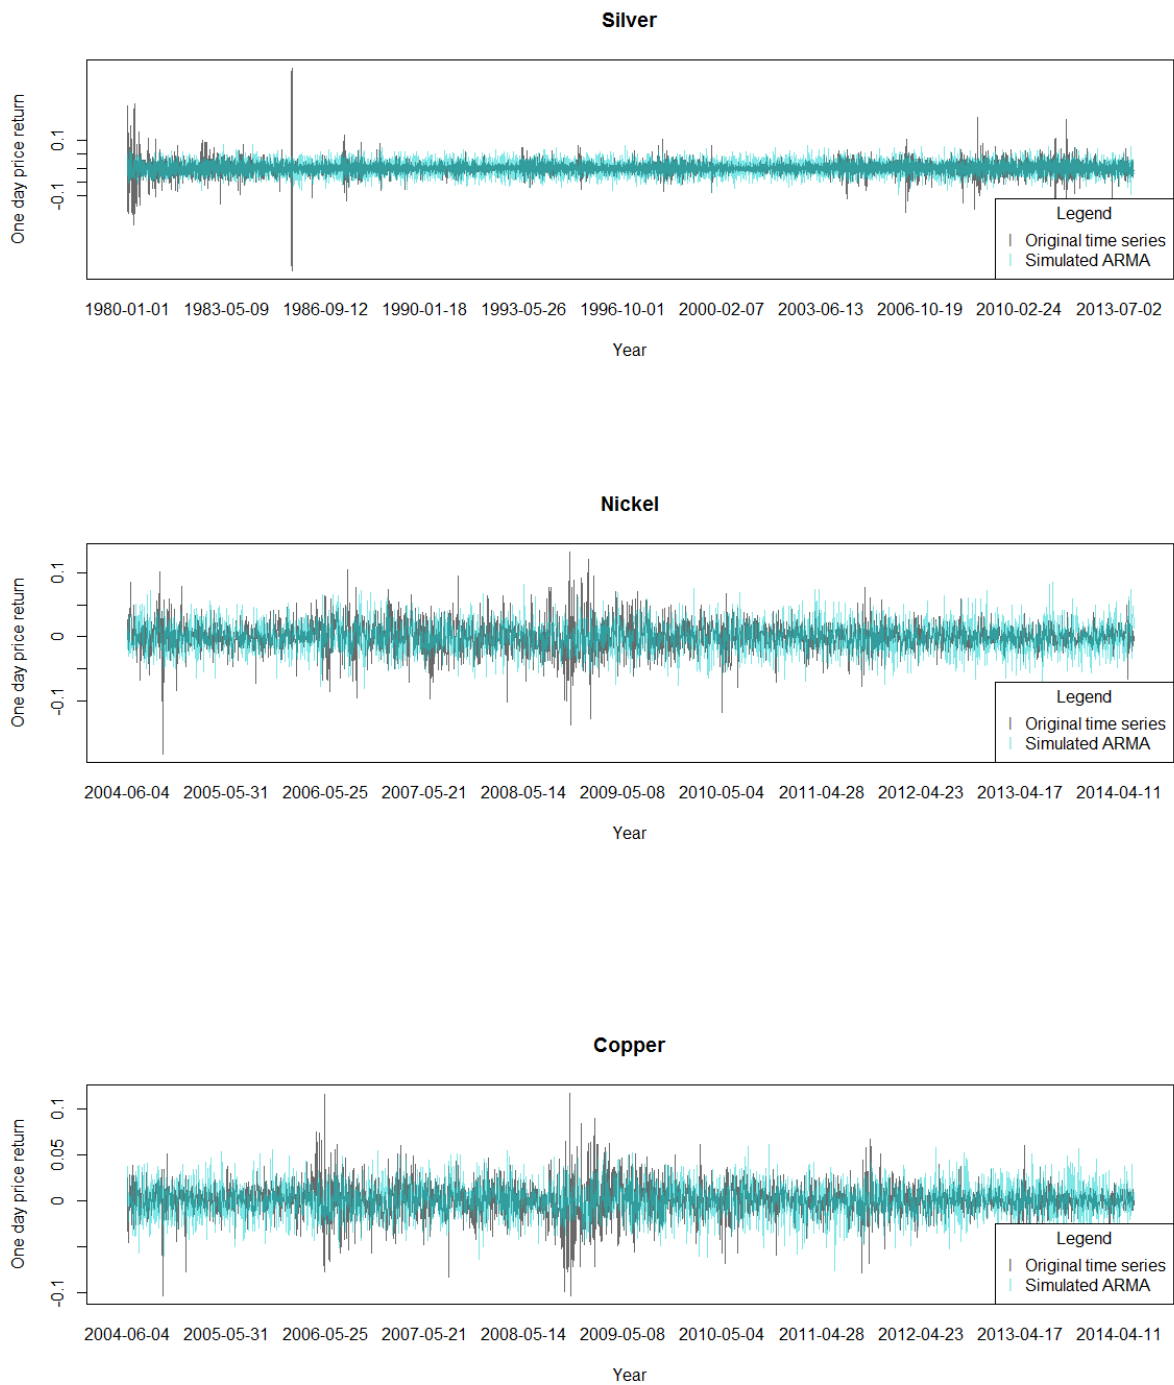 Silver
One day price return
0.1
-0.1
Legend
Original time series
Simulated ARMA
1980-01-01 1983-05-09 1986-09-12 1990-01-18 1993-05-26 1996-10-01 2000-02-07 2003-06-13 2006-10-19 2010-02-24 2013-07-02
Year
Nickel
One day price return
0.1
0
-0.1
Legend
Original time series
Simulated ARMA
2004-06-04 2005-05-31 2006-05-25 2007-05-21 2008-05-14 2009-05-08 2010-05-04 2011-04-28 2012-04-23 2013-04-17 2014-04-11
Year
Copper
One day price return
0.1
0.05
0
-0.1
Legend
Original time series
Simulated ARMA
2004-06-04 2005-05-31 2006-05-25 2007-05-21 2008-05-14 2009-05-08 2010-05-04 2011-04-28 2012-04-23 2013-04-17 2014-04-11
Year